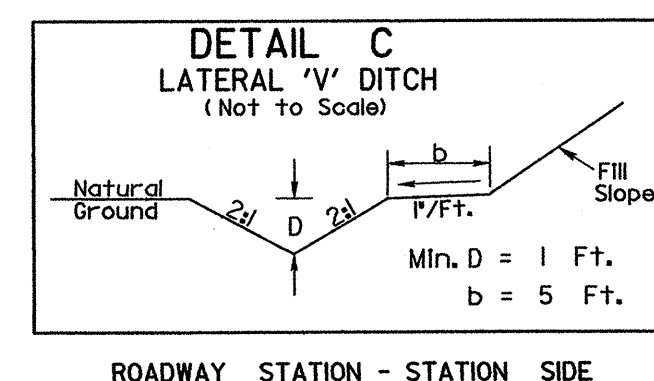 DETAIL C
LATERAL 'V' DITCH
(Not to Scale)
b
Natural
Ground
2:1
D
2:1
1"/Ft.
Fill
Slope
Min. D = 1 Ft.
b = 5 Ft.
ROADWAY STATION - STATION SIDE